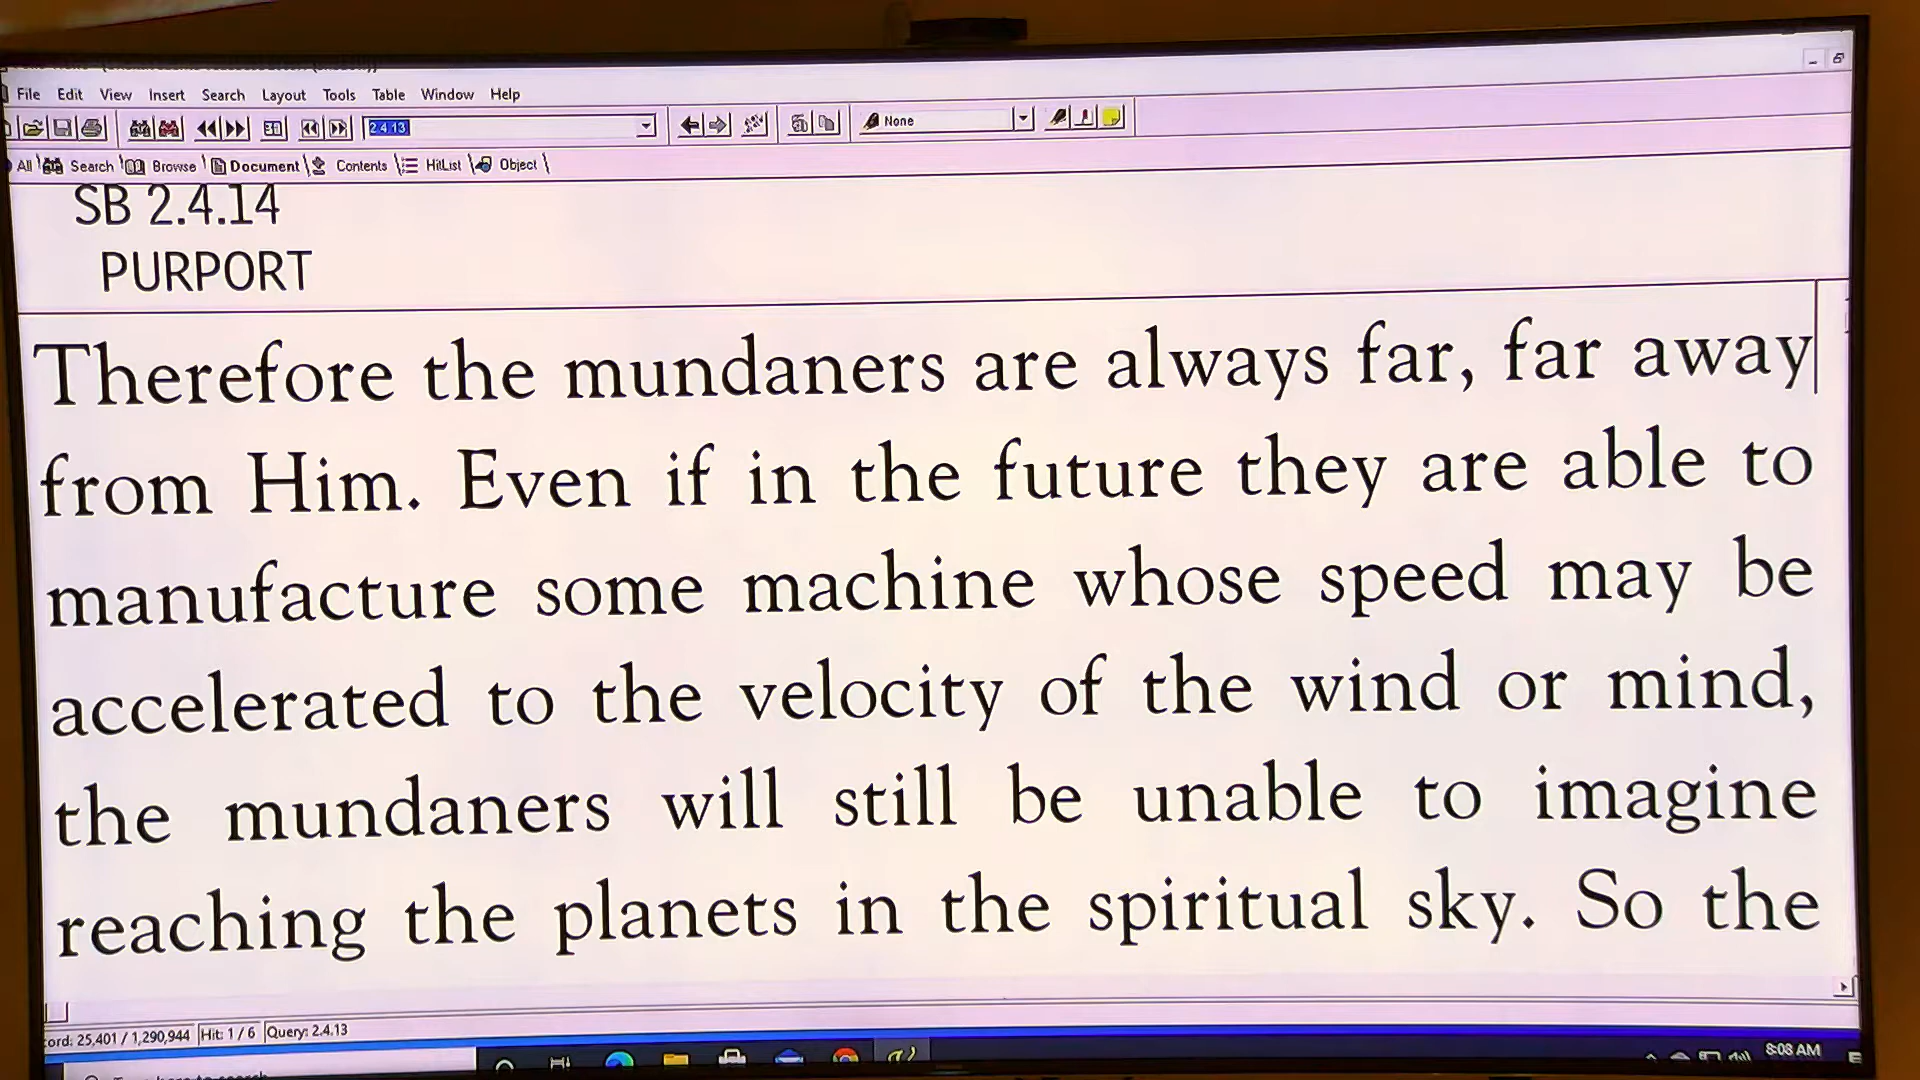 File Edit View Insert Search Layout Tools Table Window Help
2.4.13
None
All Search Browse Document Contents HitList Object
SB 2.4.14
PURPORT
Therefore the mundaners are always far, far away
from Him. Even if in the future they are able to
manufacture some machine whose speed may be
accelerated to the velocity of the wind or mind,
the mundaners will still be unable to imagine
reaching the planets in the spiritual sky. So the
ord: 25,401 / 1,290,944 Hit: 1 / 6 Query: 2.4.13
8:08 AM